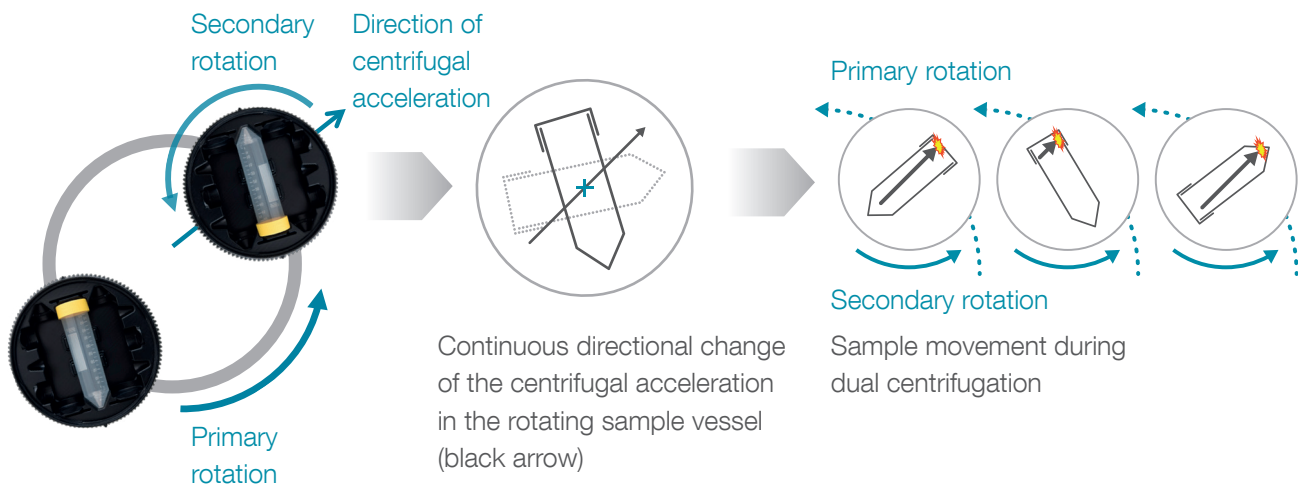 Secondary
rotation
Direction of
centrifugal
acceleration
Primary
rotation
Continuous directional change
of the centrifugal acceleration
in the rotating sample vessel
(black arrow)
Primary rotation
Secondary rotation
Sample movement during
dual centrifugation